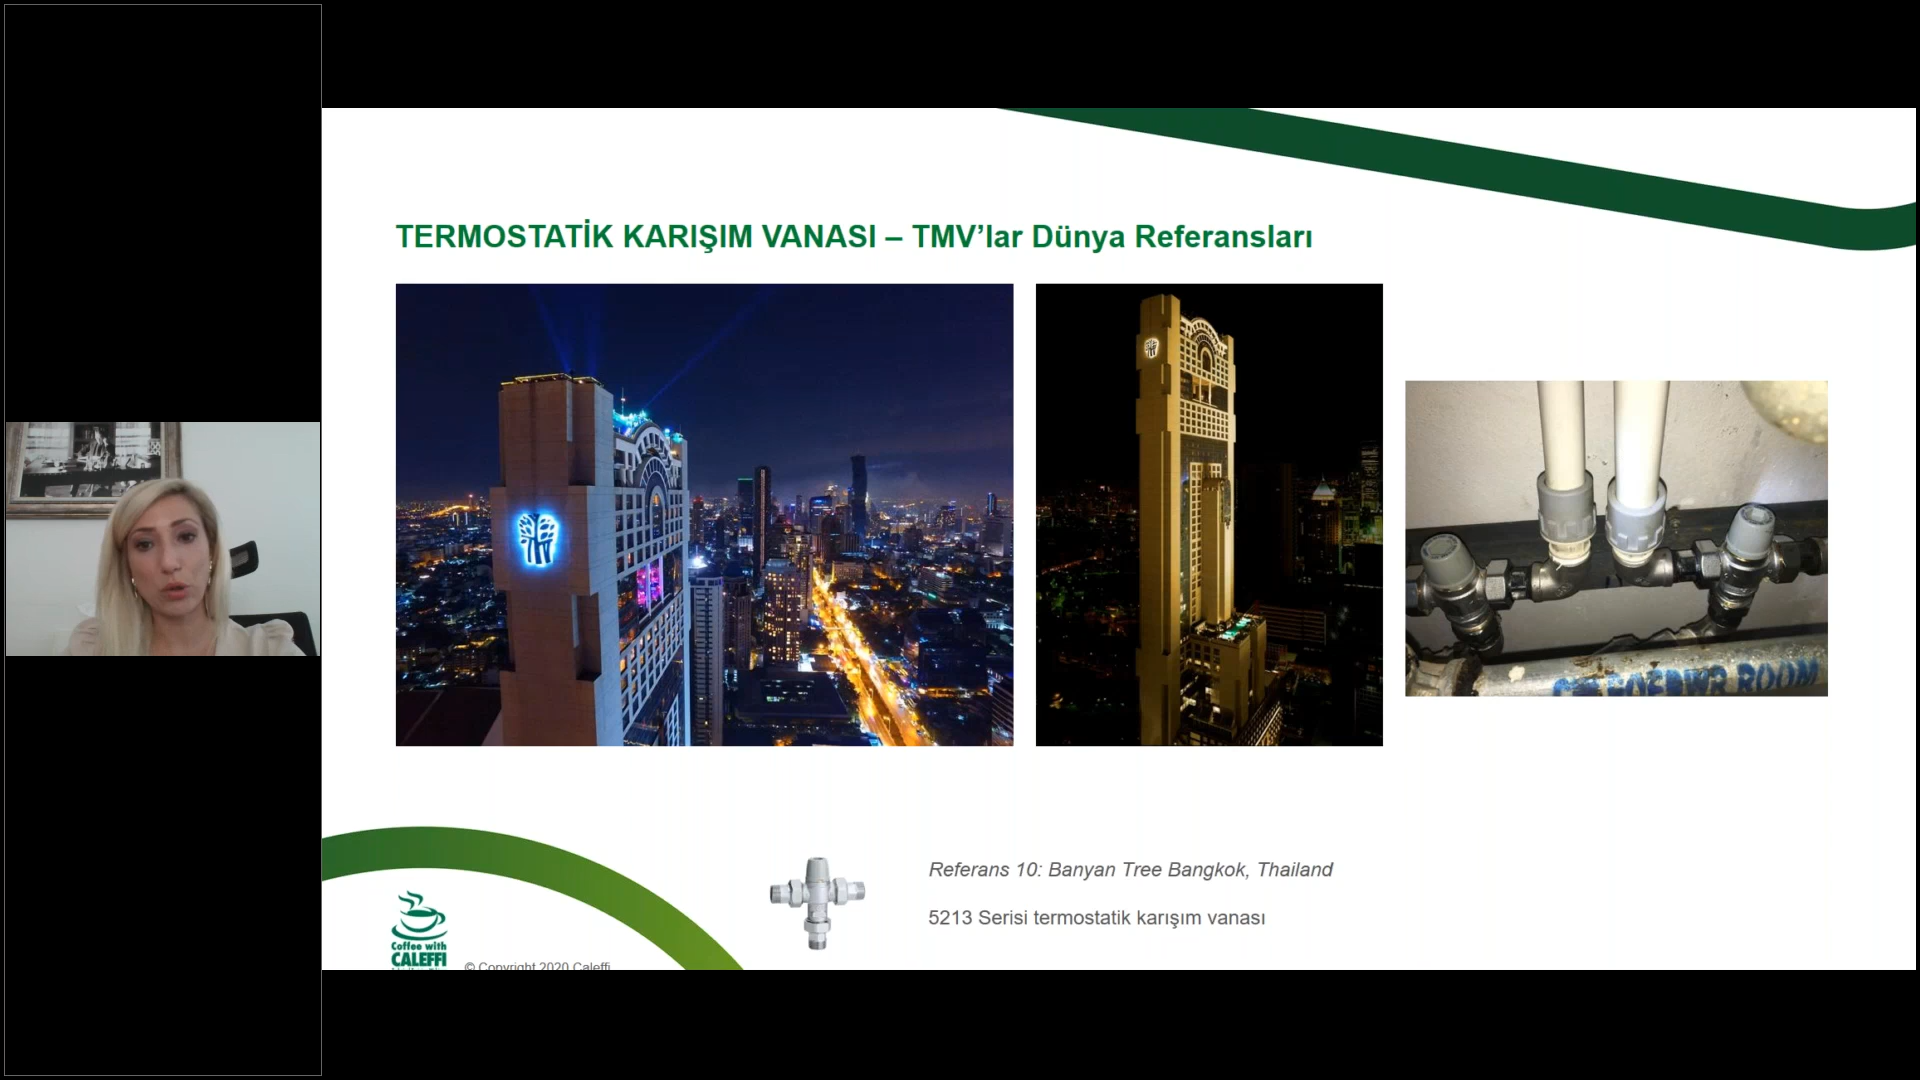 TERMOSTATİK KARIŞIM VANASI – TMV’lar Dünya Referansları
ROOM
Referans 10: Banyan Tree Bangkok, Thailand
5213 Serisi termostatik karışım vanası
Coffee with
CALEFFI
© Copyright 2020 Caleffi